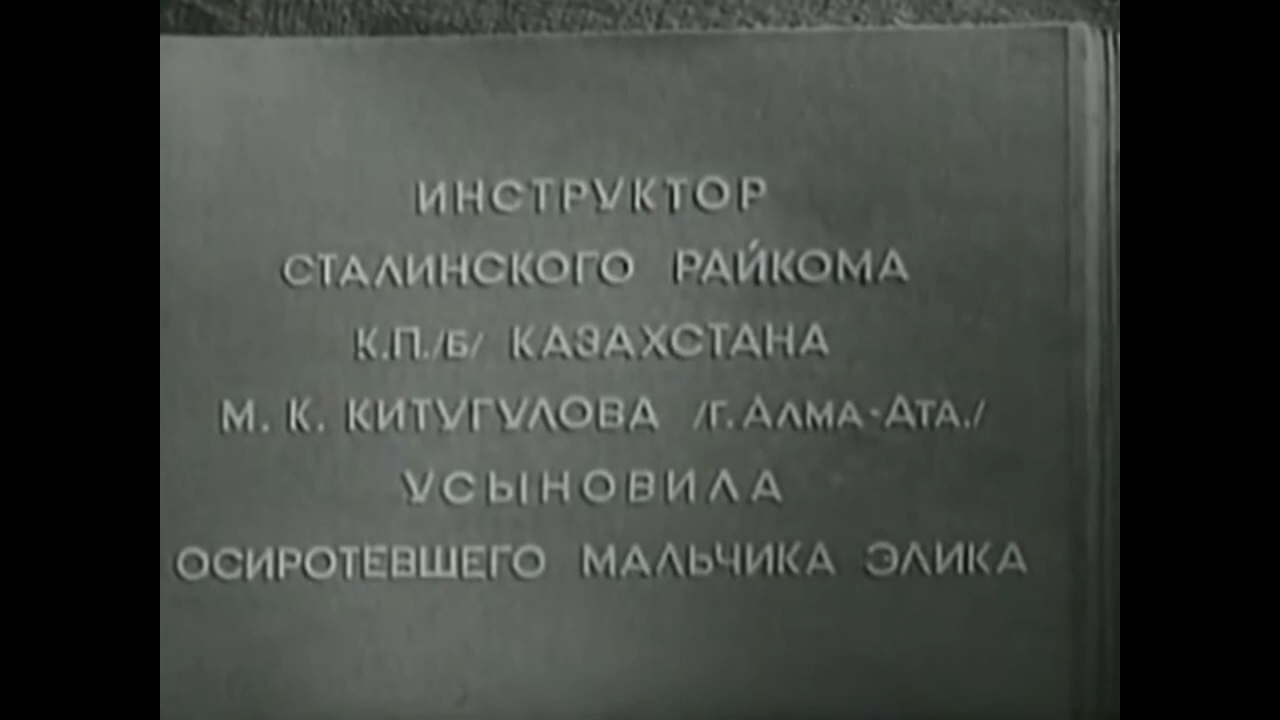 ИНСТРУКТОР
СТАЛИНСКОГО РАЙКОМА
К.П./Б/ КАЗАХСТАНА
М. К. КИТУГУЛОВА /Г. АЛМА-АТА./
УСЫНОВИЛА
ОСИРОТЕВШЕГО МАЛЬЧИКА ЭЛИКА